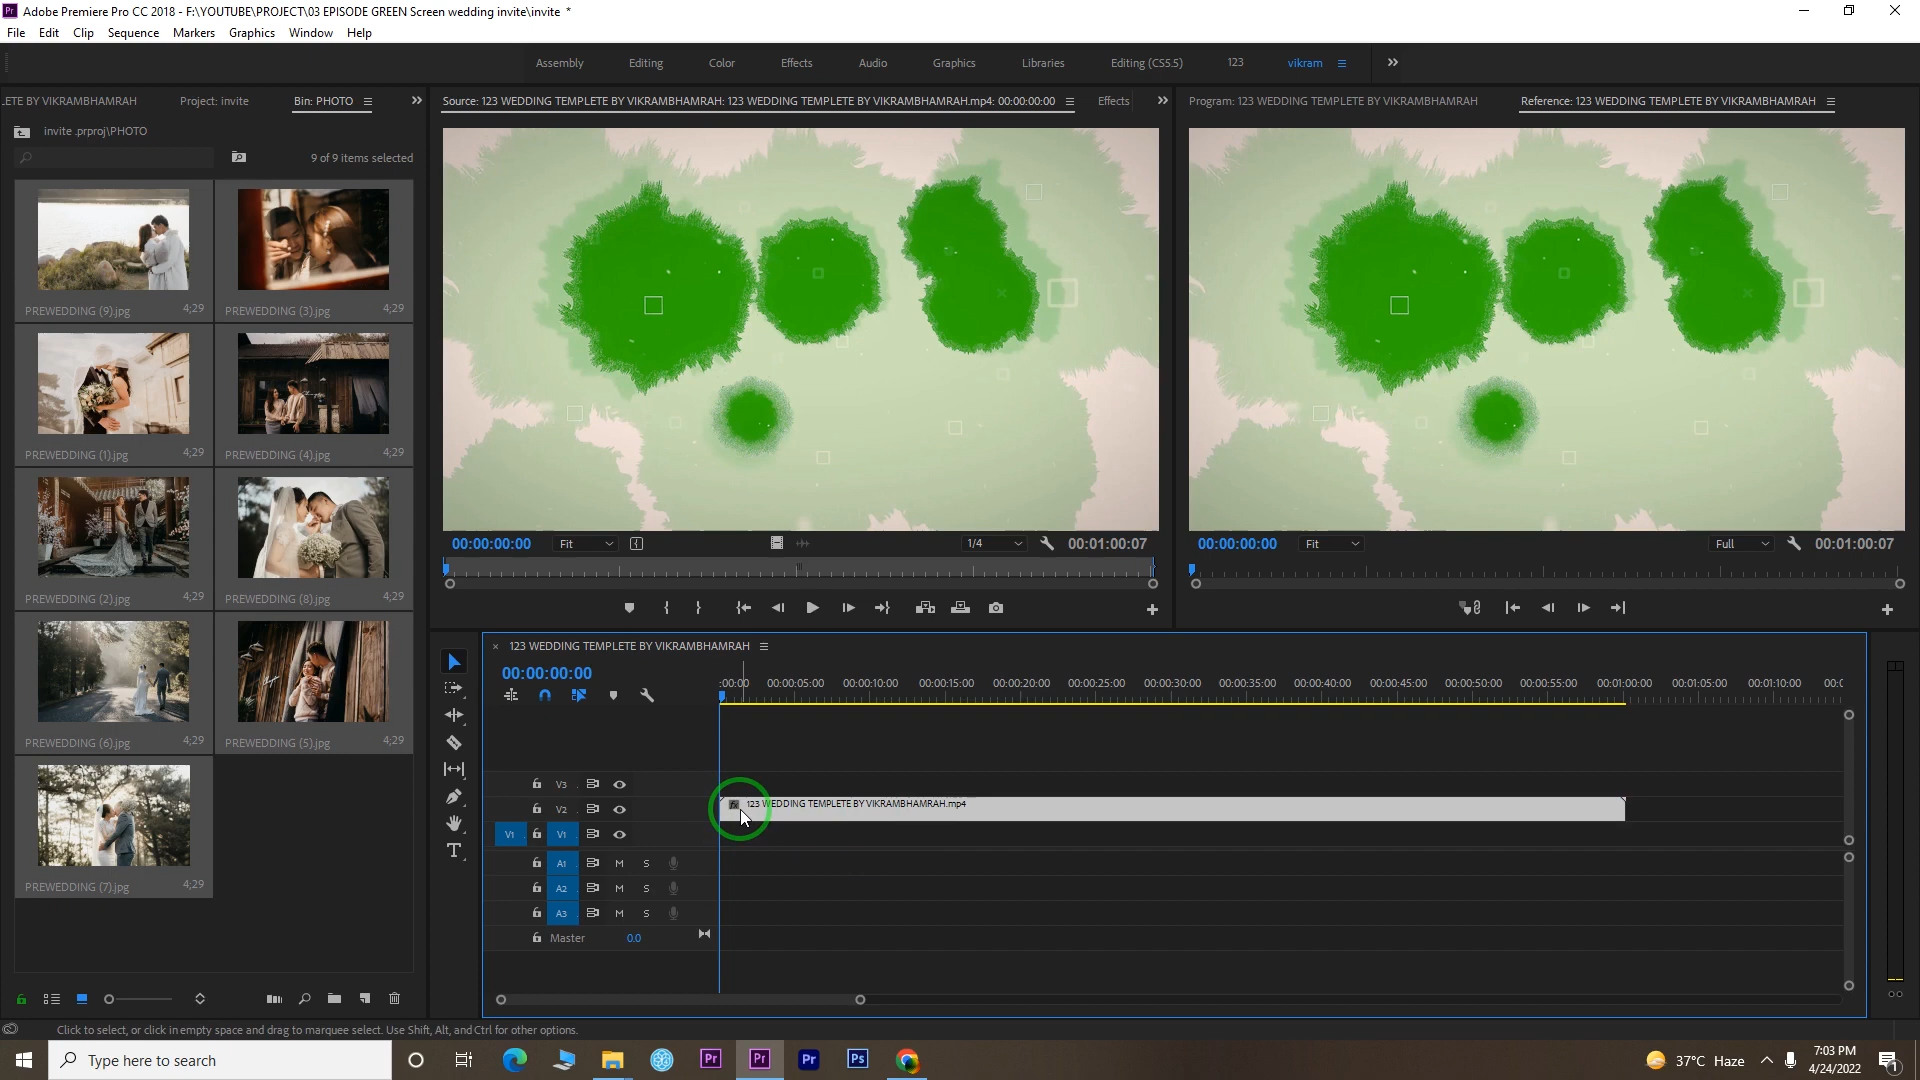 Pr Adobe Premiere Pro CC 2018 - F:\YOUTUBE\PROJECT\03 EPISODE GREEN Screen wedding invite\invite *
File Edit Clip Sequence Markers Graphics Window Help
Assembly Editing Color Effects Audio Graphics Libraries Editing (CS5.5) 123 vikram
LETE BY VIKRAMBHAMRAH Project: invite Bin: PHOTO
Source: 123 WEDDING TEMPLETE BY VIKRAMBHAMRAH: 123 WEDDING TEMPLETE BY VIKRAMBHAMRAH.mp4: 00:00:00:00 Effects
Program: 123 WEDDING TEMPLETE BY VIKRAMBHAMRAH Reference: 123 WEDDING TEMPLETE BY VIKRAMBHAMRAH
invite .prproj\PHOTO
9 of 9 items selected
PREWEDDING (9).jpg 4;29 PREWEDDING (3).jpg 4;29
PREWEDDING (1).jpg 4;29 PREWEDDING (4).jpg 4;29
PREWEDDING (2).jpg 4;29 PREWEDDING (8).jpg 4;29
PREWEDDING (6).jpg 4;29 PREWEDDING (5).jpg 4;29
PREWEDDING (7).jpg 4;29
00:00:00:00 Fit 1/4 00:01:00:07
00:00:00:00 Fit Full 00:01:00:07
× 123 WEDDING TEMPLETE BY VIKRAMBHAMRAH
00:00:00:00
:00:00 00:00:05:00 00:00:10:00 00:00:15:00 00:00:20:00 00:00:25:00 00:00:30:00 00:00:35:00 00:00:40:00 00:00:45:00 00:00:50:00 00:00:55:00 00:01:00:00 00:01:05:00 00:01:10:00 00:0
V3
V2 fx 123 WEDDING TEMPLETE BY VIKRAMBHAMRAH.mp4
V1 V1
A1 M S
A2 M S
A3 M S
Master 0.0
Click to select, or click in empty space and drag to marquee select. Use Shift, Alt, and Ctrl for other options.
Type here to search
Pr Pr Pr Ps
37°C Haze
7:03 PM
4/24/2022
1